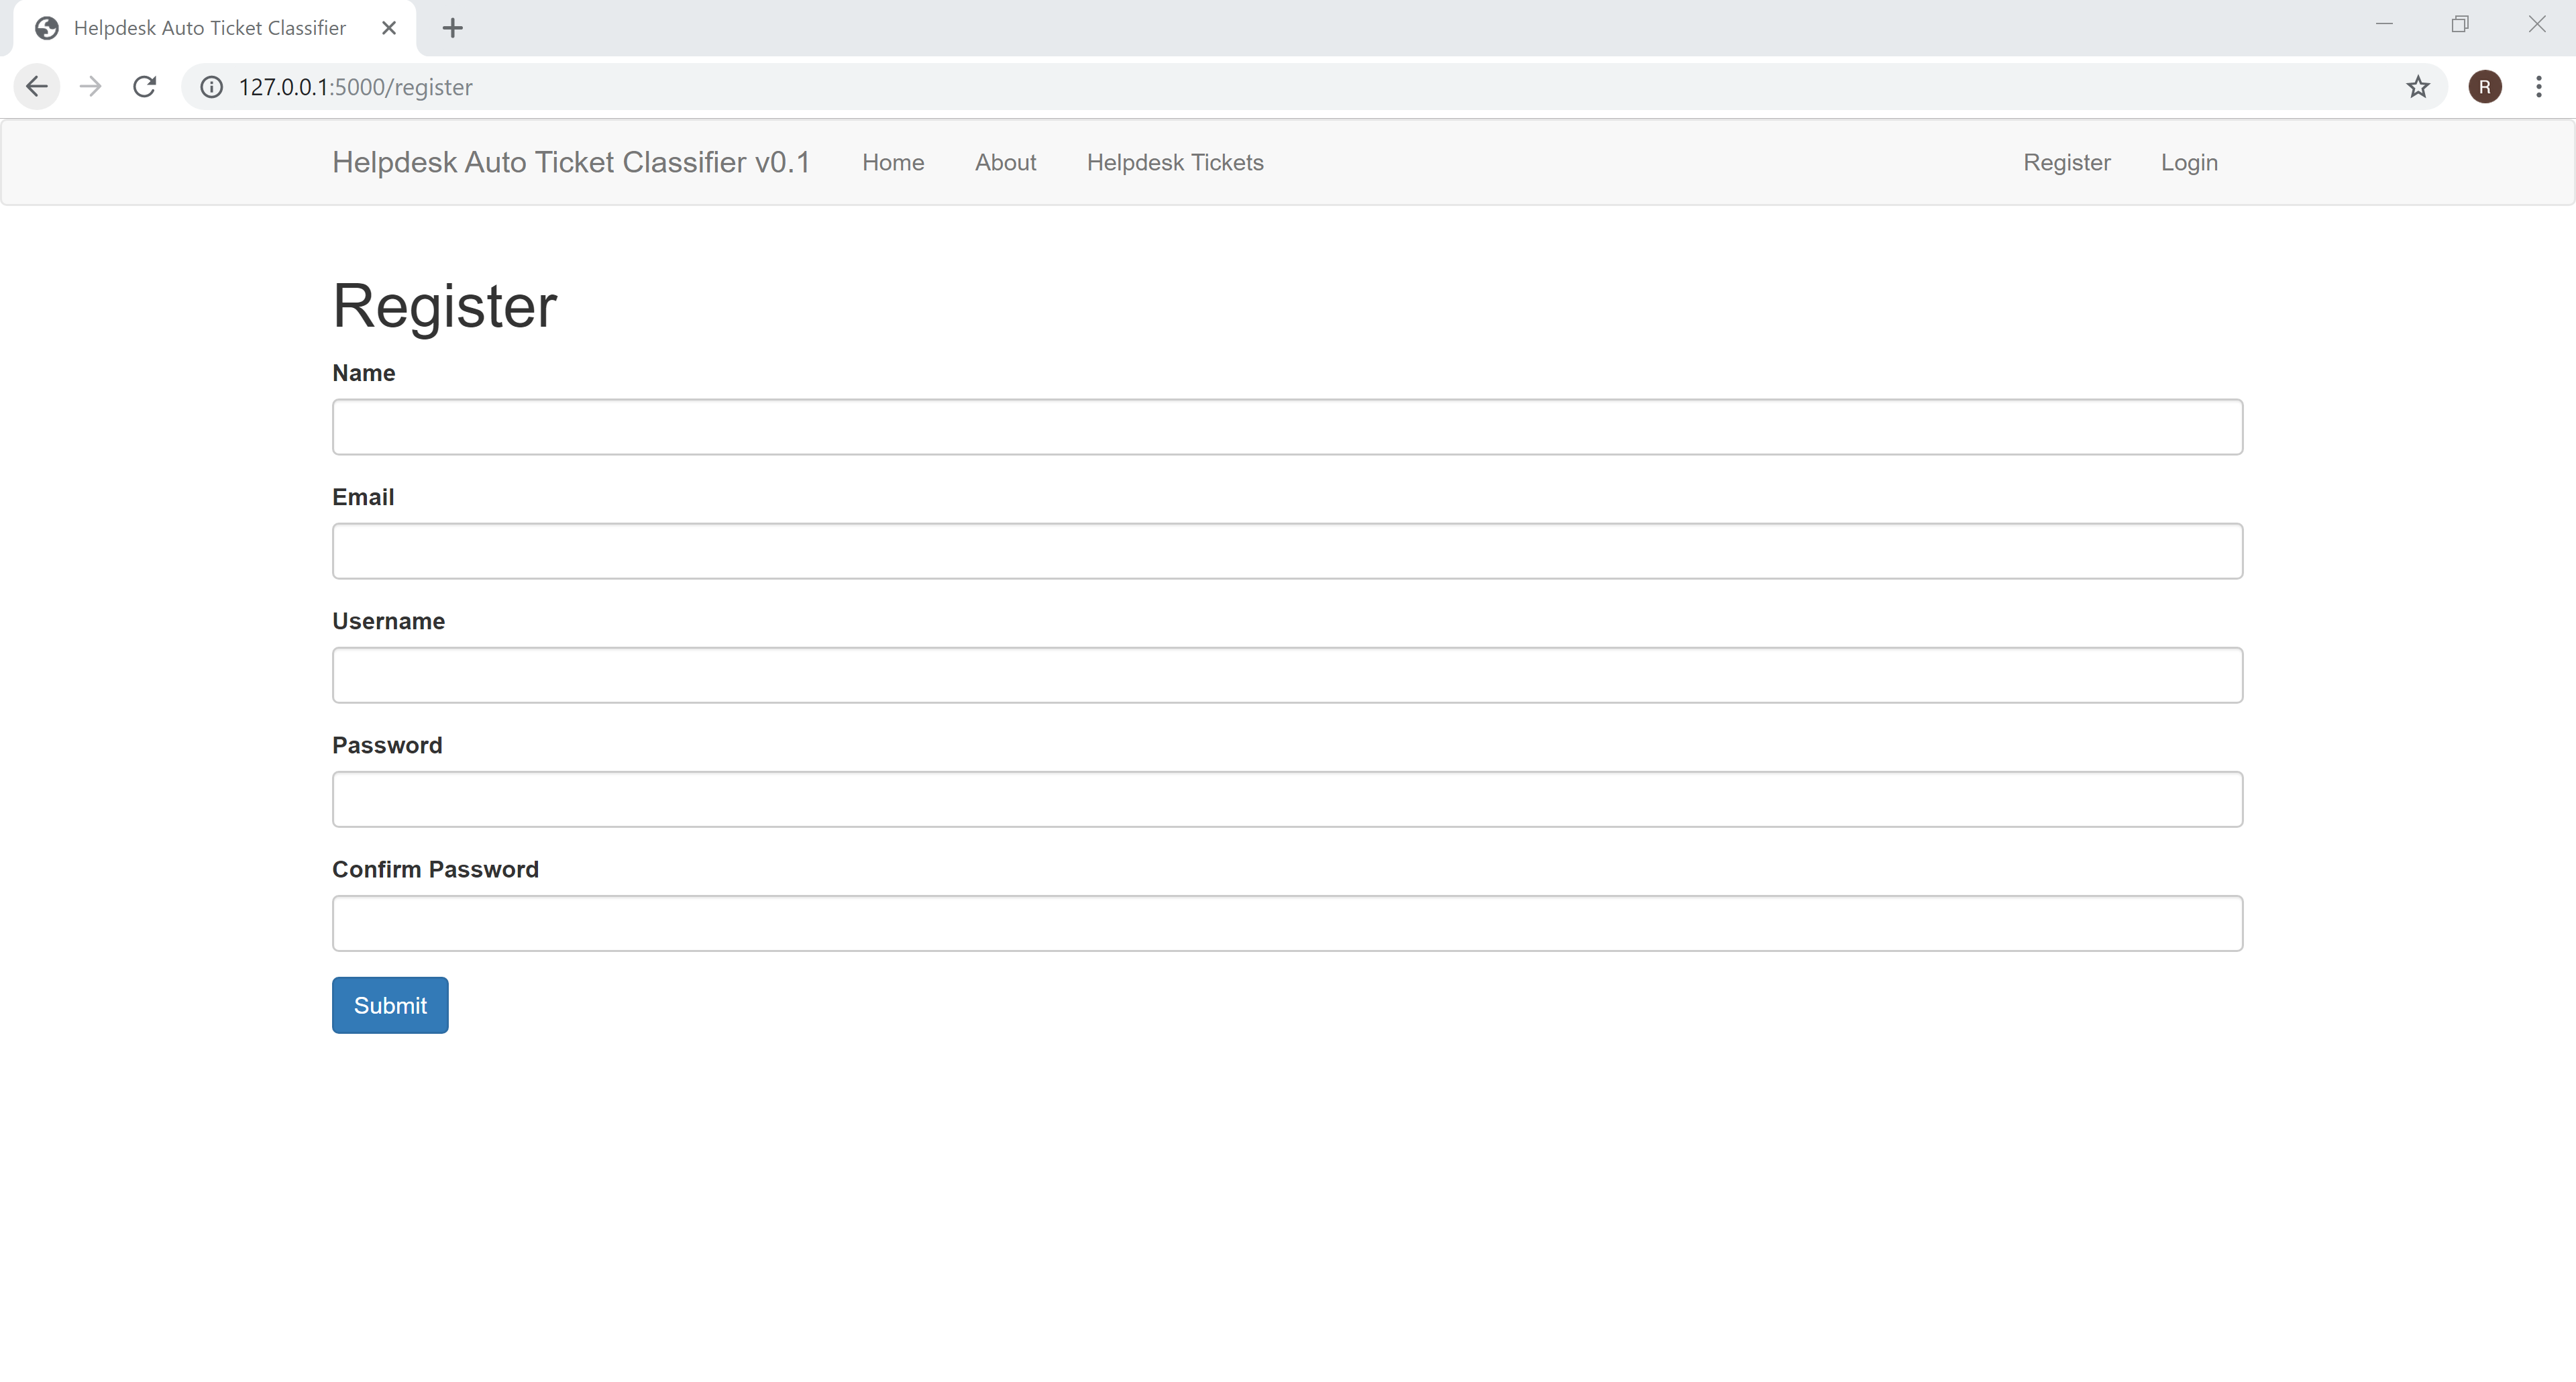 Helpdesk Auto Ticket Classifier
127.0.0.1:5000/register
R
Helpdesk Auto Ticket Classifier v0.1 Home About Helpdesk Tickets Register Login
Register
Name
Email
Username
Password
Confirm Password
Submit